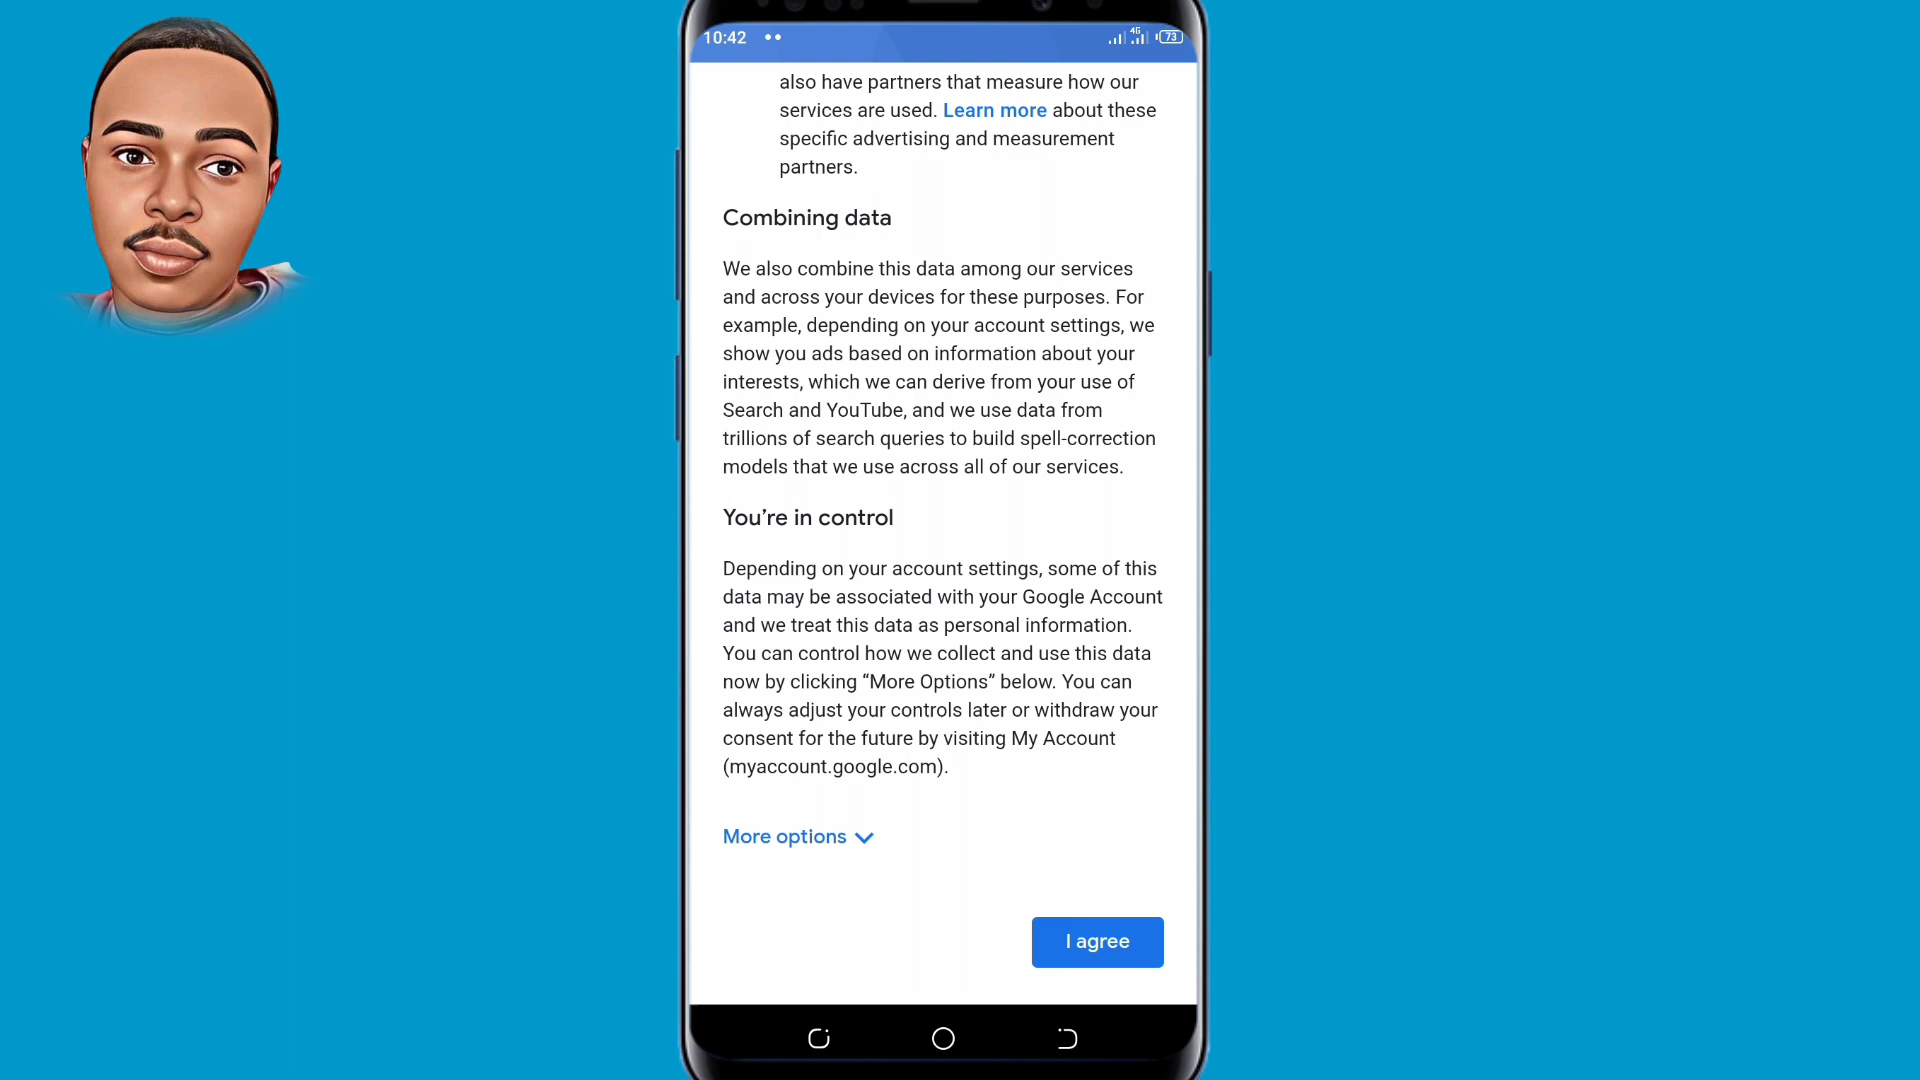 10:42
4G
73
also have partners that measure how our
services are used. Learn more about these
specific advertising and measurement
partners.
Combining data
We also combine this data among our services
and across your devices for these purposes. For
example, depending on your account settings, we
show you ads based on information about your
interests, which we can derive from your use of
Search and YouTube, and we use data from
trillions of search queries to build spell-correction
models that we use across all of our services.
You’re in control
Depending on your account settings, some of this
data may be associated with your Google Account
and we treat this data as personal information.
You can control how we collect and use this data
now by clicking “More Options” below. You can
always adjust your controls later or withdraw your
consent for the future by visiting My Account
(myaccount.google.com).
More options
I agree